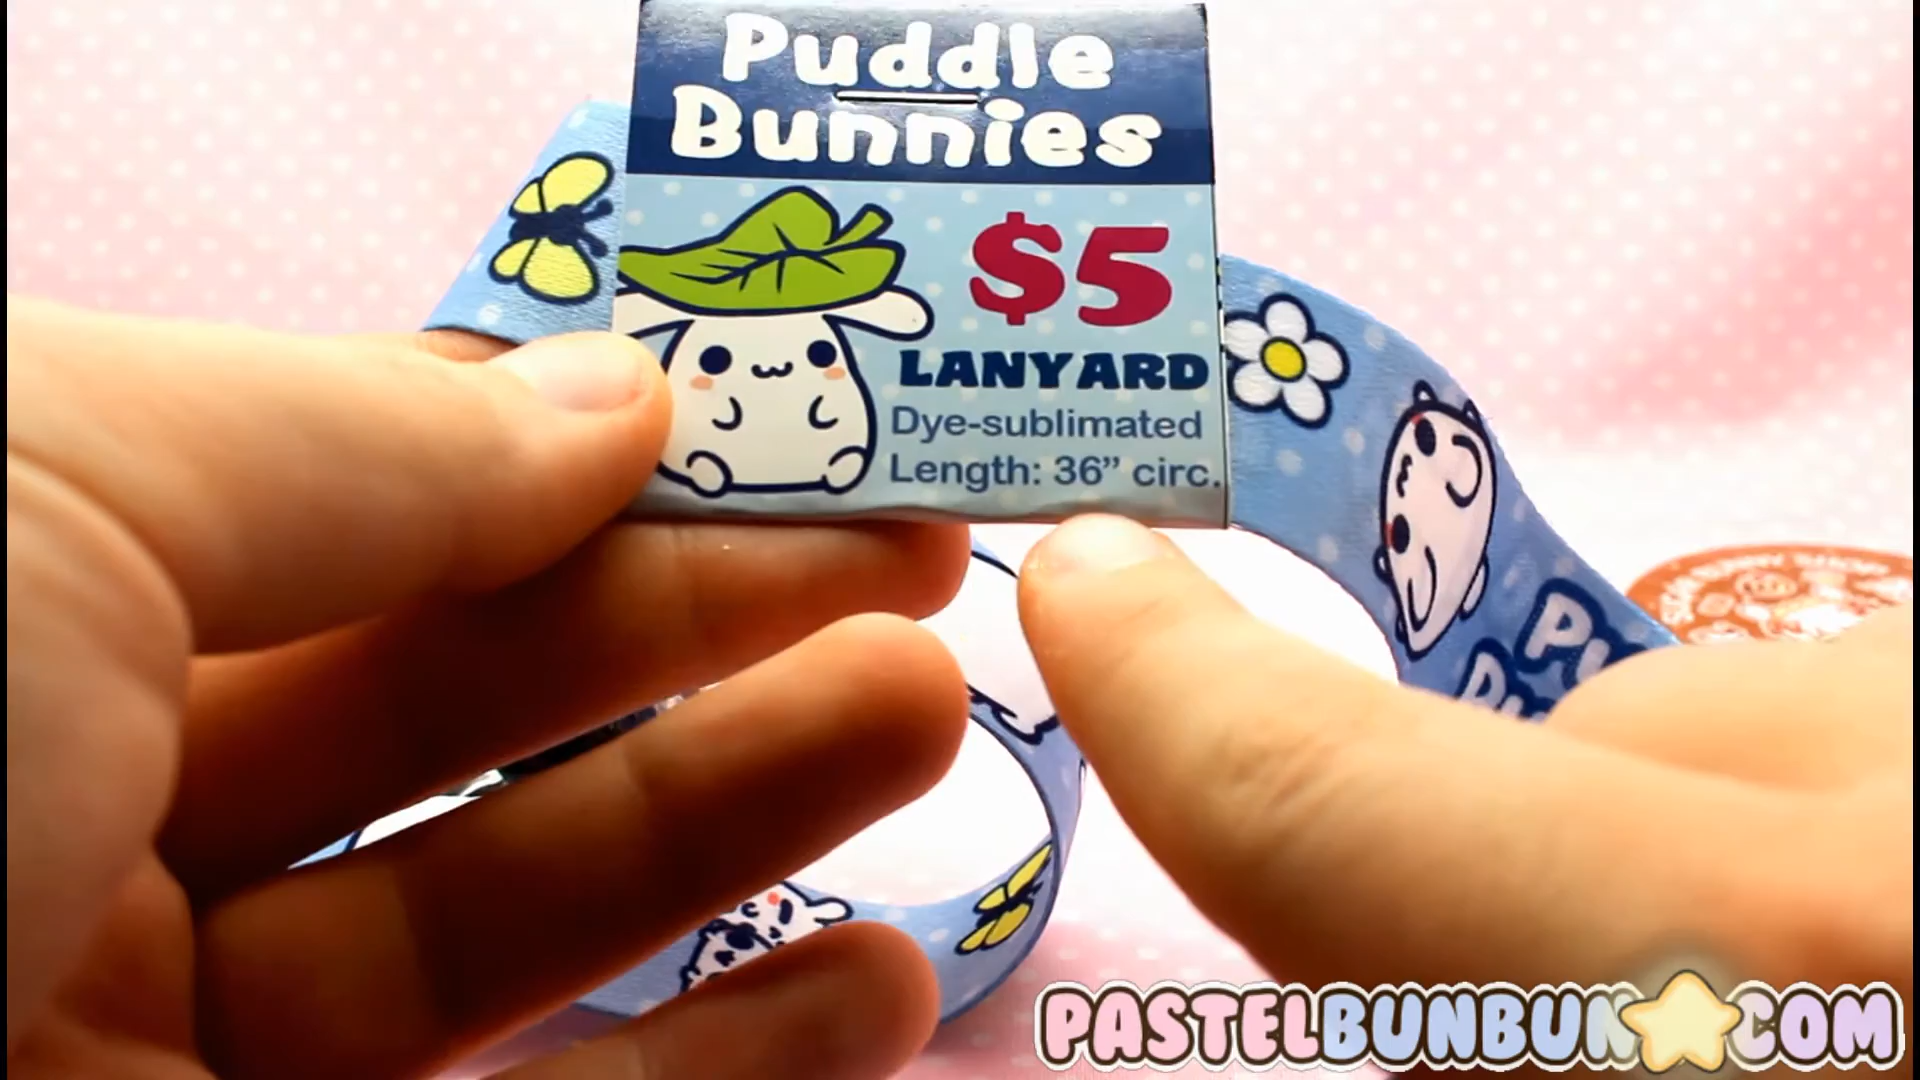 Puddle
Bunnies
$5
LANYARD
Dye-sublimated
Length: 36” circ.
PASTELBUNBUN
COM